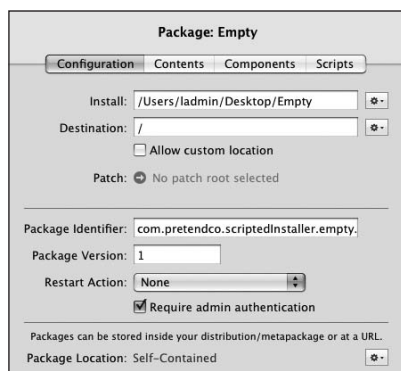 Package: Empty
Configuration Contents Components Scripts
Install: /Users/ladmin/Desktop/Empty
Destination: /
Allow custom location
Patch: No patch root selected
Package Identifier: com.pretendco.scriptedInstaller.empty.
Package Version: 1
Restart Action: None
Require admin authentication
Packages can be stored inside your distribution/metapackage or at a URL.
Package Location: Self-Contained